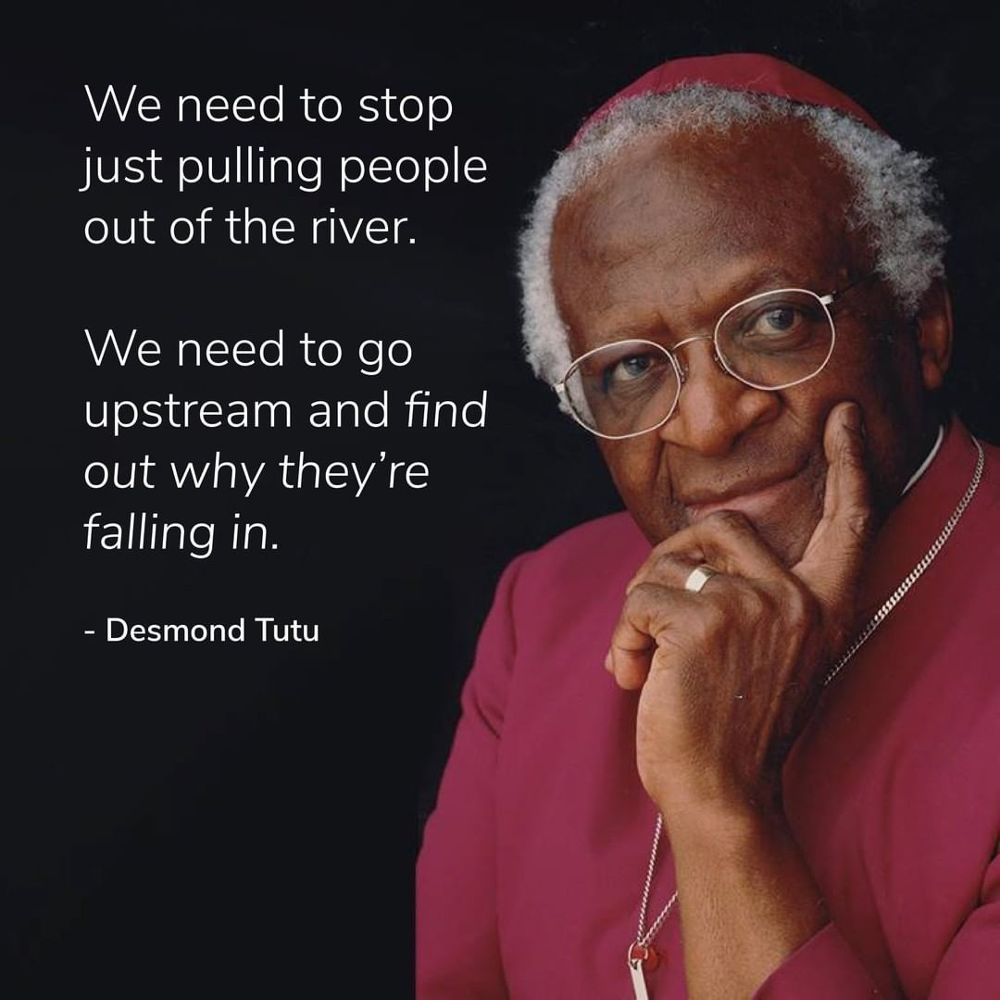 We need to stop
just pulling people
out of the river.
We need to go
upstream and find
out why they’re
falling in.
- Desmond Tutu